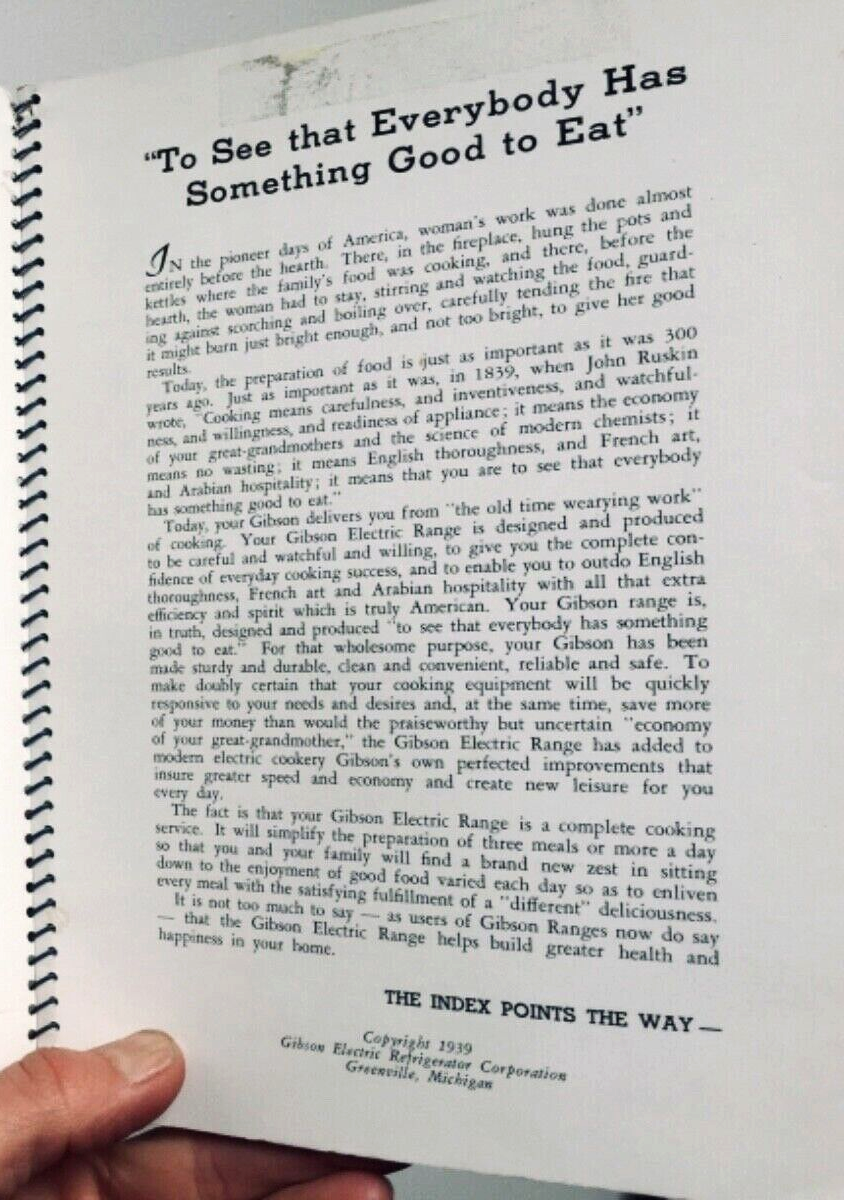 “To See that Everybody Has
Something Good to Eat”
IN the pioneer days of America, woman's work was done almost
entirely before the hearth. There, in the fireplace, hung the pots and
kettles where the family's food was cooking, and there, before the
hearth, the woman had to stay, stirring and watching the food, guard-
ing against scorching and boiling over, carefully tending the fire that
it might burn just bright enough, and not too bright, to give her good
results.
Today, the preparation of food is just as important as it was 300
years ago. Just as important as it was, in 1839, when John Ruskin
wrote, "Cooking means carefulness, and inventiveness, and watchful-
ness, and willingness, and readiness of appliance; it means the economy
of your great-grandmothers and the science of modern chemists; it
means no wasting; it means English thoroughness, and French art,
and Arabian hospitality; it means that you are to see that everybody
has something good to eat."
Today, your Gibson delivers you from "the old time wearying work"
of cooking. Your Gibson Electric Range is designed and produced
to be careful and watchful and willing, to give you the complete con-
fidence of everyday cooking success, and to enable you to outdo English
thoroughness, French art and Arabian hospitality with all that extra
efficiency and spirit which is truly American. Your Gibson range is,
in truth, designed and produced "to see that everybody has something
good to eat." For that wholesome purpose, your Gibson has been
made sturdy and durable, clean and convenient, reliable and safe. To
make doubly certain that your cooking equipment will be quickly
responsive to your needs and desires and, at the same time, save more
of your money than would the praiseworthy but uncertain "economy
of your great-grandmother," the Gibson Electric Range has added to
modern electric cookery Gibson's own perfected improvements that
insure greater speed and economy and create new leisure for you
every day.
The fact is that your Gibson Electric Range is a complete cooking
service. It will simplify the preparation of three meals or more a day
so that you and your family will find a brand new zest in sitting
down to the enjoyment of good food varied each day so as to enliven
every meal with the satisfying fulfillment of a "different" deliciousness.
It is not too much to say — as users of Gibson Ranges now do say
— that the Gibson Electric Range helps build greater health and
happiness in your home.
THE INDEX POINTS THE WAY—
Copyright 1939
Gibson Electric Refrigerator Corporation
Greenville, Michigan